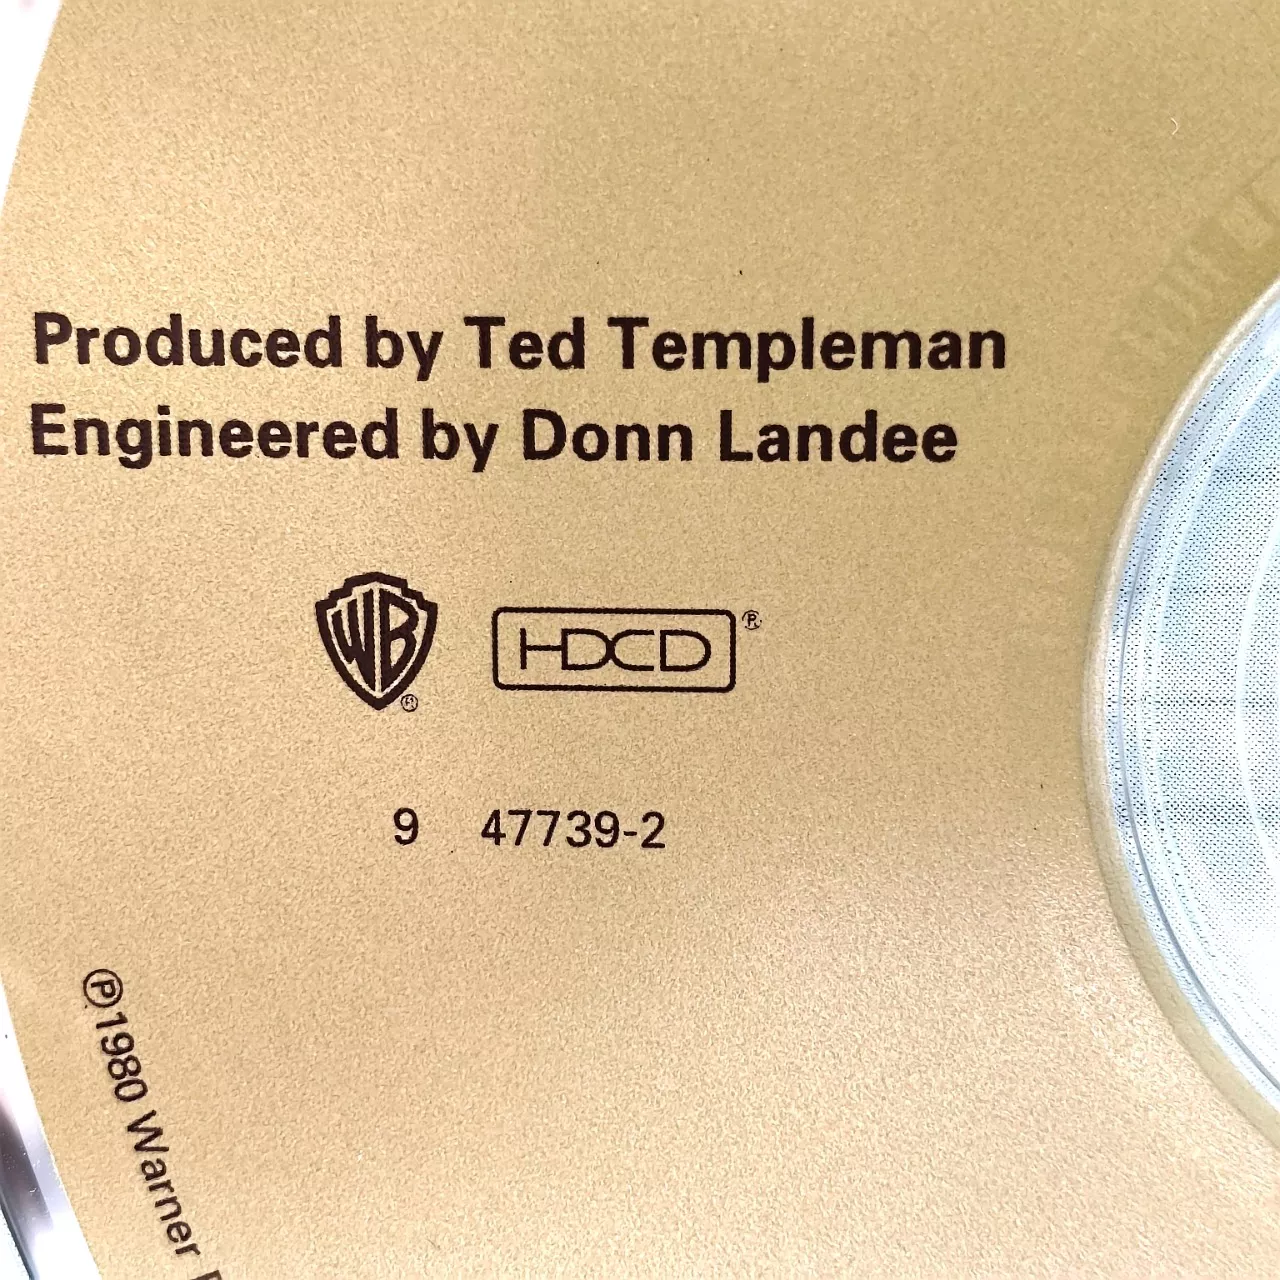 Produced by Ted Templeman
Engineered by Donn Landee
WB ®
HDCD ®
9 47739-2
℗1980 Warner